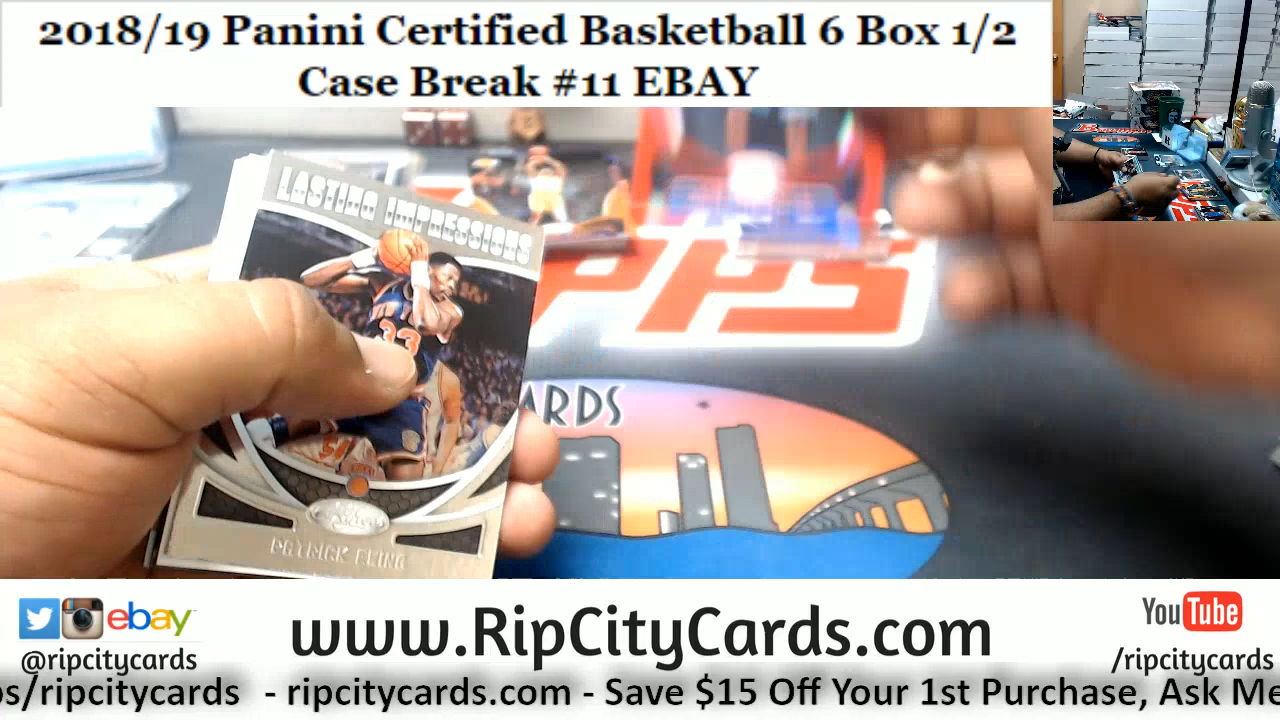 2018/19 Panini Certified Basketball 6 Box 1/2
Case Break #11 EBAY
LASTING IMPRESSIONS
33
PPS
ARDS
PATRICK EWING
ebay
@ripcitycards
www.RipCityCards.com
YouTube
/ripcitycards
os/ripcitycards - ripcitycards.com - Save $15 Off Your 1st Purchase, Ask Me